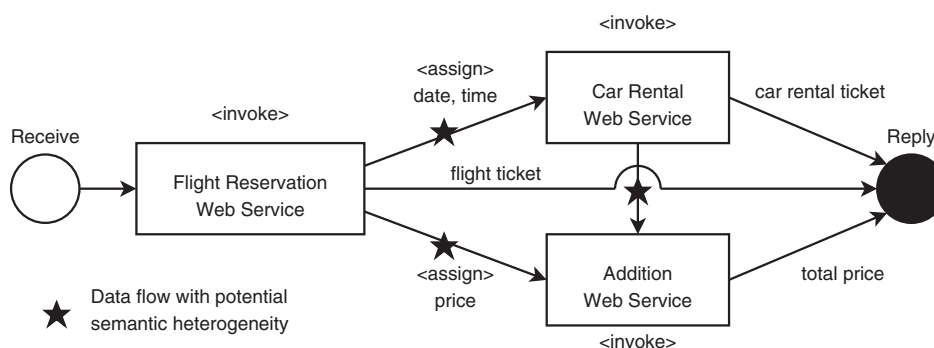 <invoke>
<assign>
date, time
Car Rental
Web Service
car rental ticket
<invoke>
Receive
Reply
Flight Reservation
Web Service
flight ticket
<assign>
price
Addition
Web Service
total price
Data flow with potential
semantic heterogeneity
<invoke>